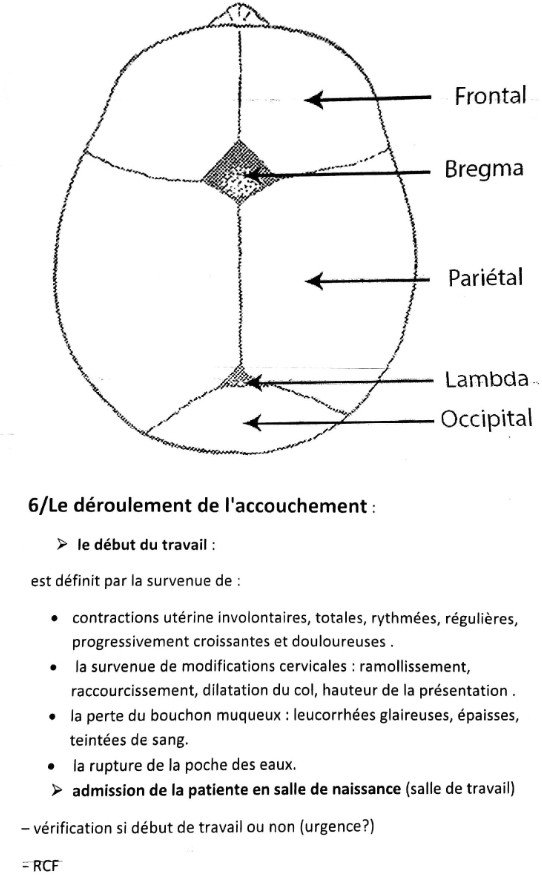 Frontal
Bregma
Pariétal
Lambda
Occipital
6/Le déroulement de l'accouchement :
➢ le début du travail :
est définit par la survenue de :
• contractions utérine involontaires, totales, rythmées, régulières,
progressivement croissantes et douloureuses .
• la survenue de modifications cervicales : ramollissement,
raccourcissement, dilatation du col, hauteur de la présentation .
• la perte du bouchon muqueux : leucorrhées glaireuses, épaisses,
teintées de sang.
• la rupture de la poche des eaux.
➢ admission de la patiente en salle de naissance (salle de travail)
– vérification si début de travail ou non (urgence?)
– RCF